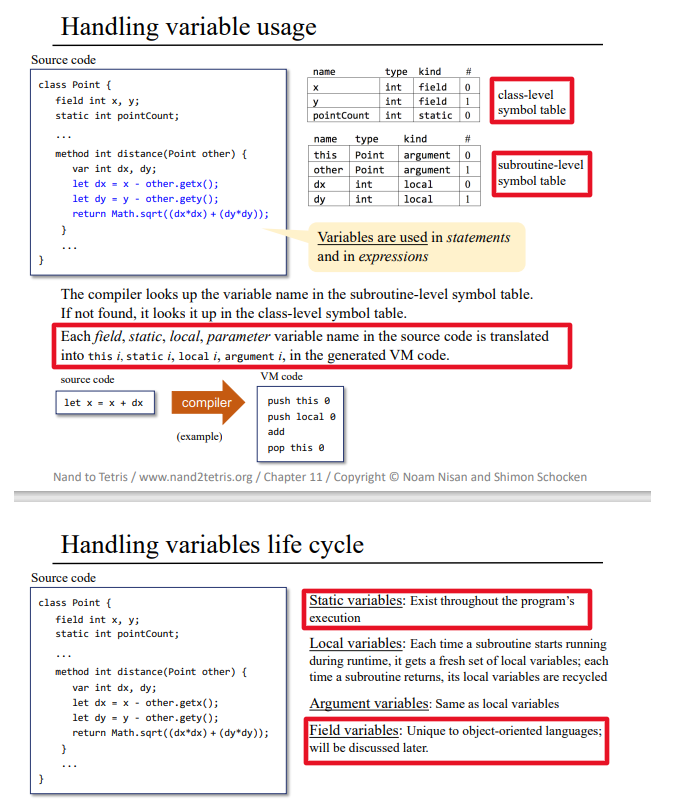 Handling variable usage
Source code
class Point {
field int x, y;
static int pointCount;
...
method int distance(Point other) {
var int dx, dy;
let dx = x - other.getx();
let dy = y - other.gety();
return Math.sqrt((dx*dx) + (dy*dy));
}
...
}
name type kind #
x int field 0
y int field 1
pointCount int static 0
class-level
symbol table
name type kind #
this Point argument 0
other Point argument 1
dx int local 0
dy int local 1
subroutine-level
symbol table
Variables are used in statements
and in expressions
The compiler looks up the variable name in the subroutine-level symbol table.
If not found, it looks it up in the class-level symbol table.
Each field, static, local, parameter variable name in the source code is translated
into this i, static i, local i, argument i, in the generated VM code.
source code
let x = x + dx
compiler
(example)
VM code
push this 0
push local 0
add
pop this 0
Nand to Tetris / www.nand2tetris.org / Chapter 11 / Copyright © Noam Nisan and Shimon Schocken
Handling variables life cycle
Source code
class Point {
field int x, y;
static int pointCount;
...
method int distance(Point other) {
var int dx, dy;
let dx = x - other.getx();
let dy = y - other.gety();
return Math.sqrt((dx*dx) + (dy*dy));
}
...
}
Static variables: Exist throughout the program's
execution
Local variables: Each time a subroutine starts running
during runtime, it gets a fresh set of local variables; each
time a subroutine returns, its local variables are recycled
Argument variables: Same as local variables
Field variables: Unique to object-oriented languages;
will be discussed later.